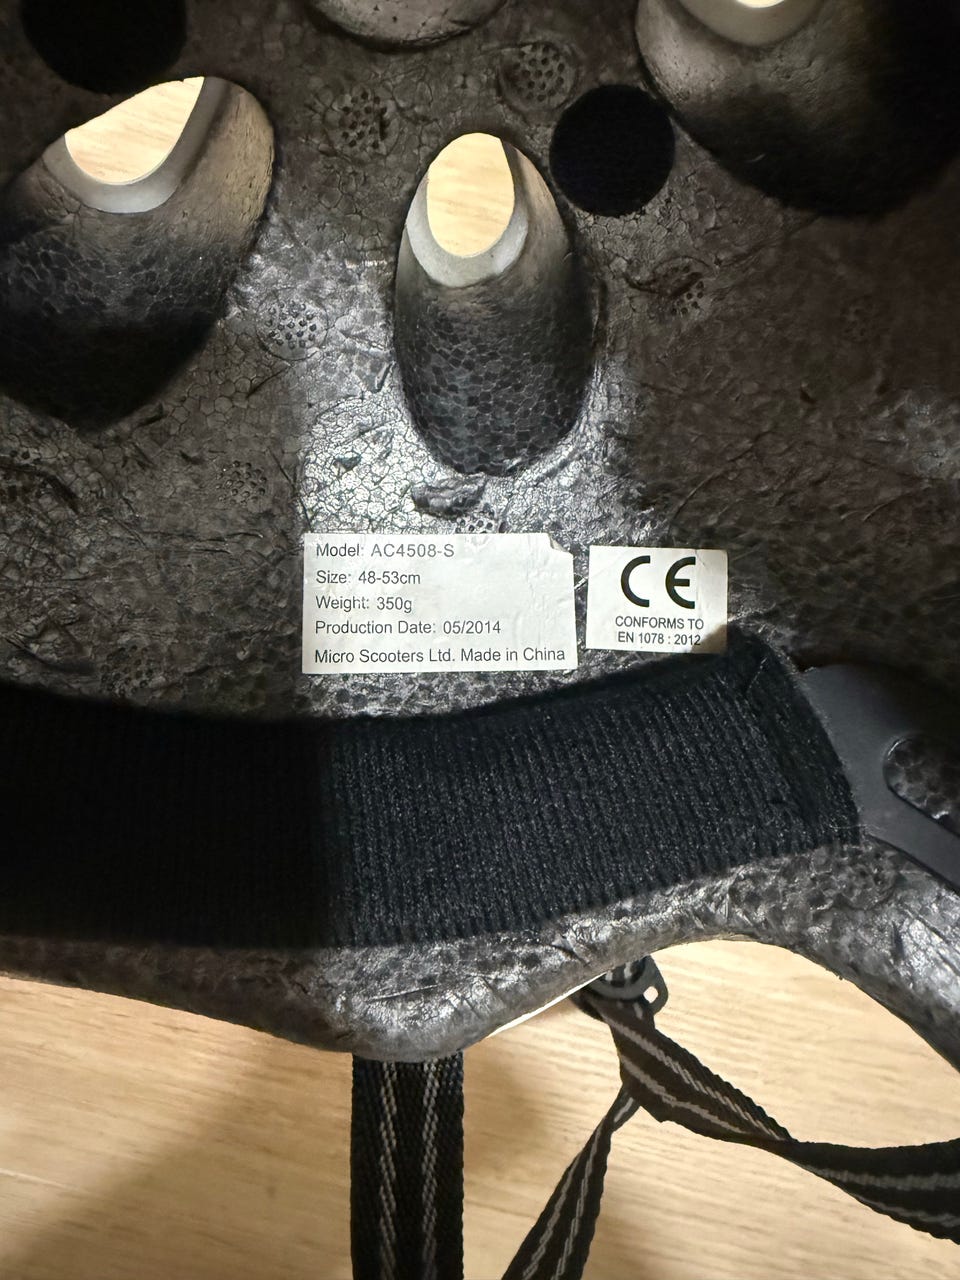 Model: AC4508-S
Size: 48-53cm
Weight: 350g
Production Date: 05/2014
Micro Scooters Ltd. Made in China
CE
CONFORMS TO
EN 1078 : 2012